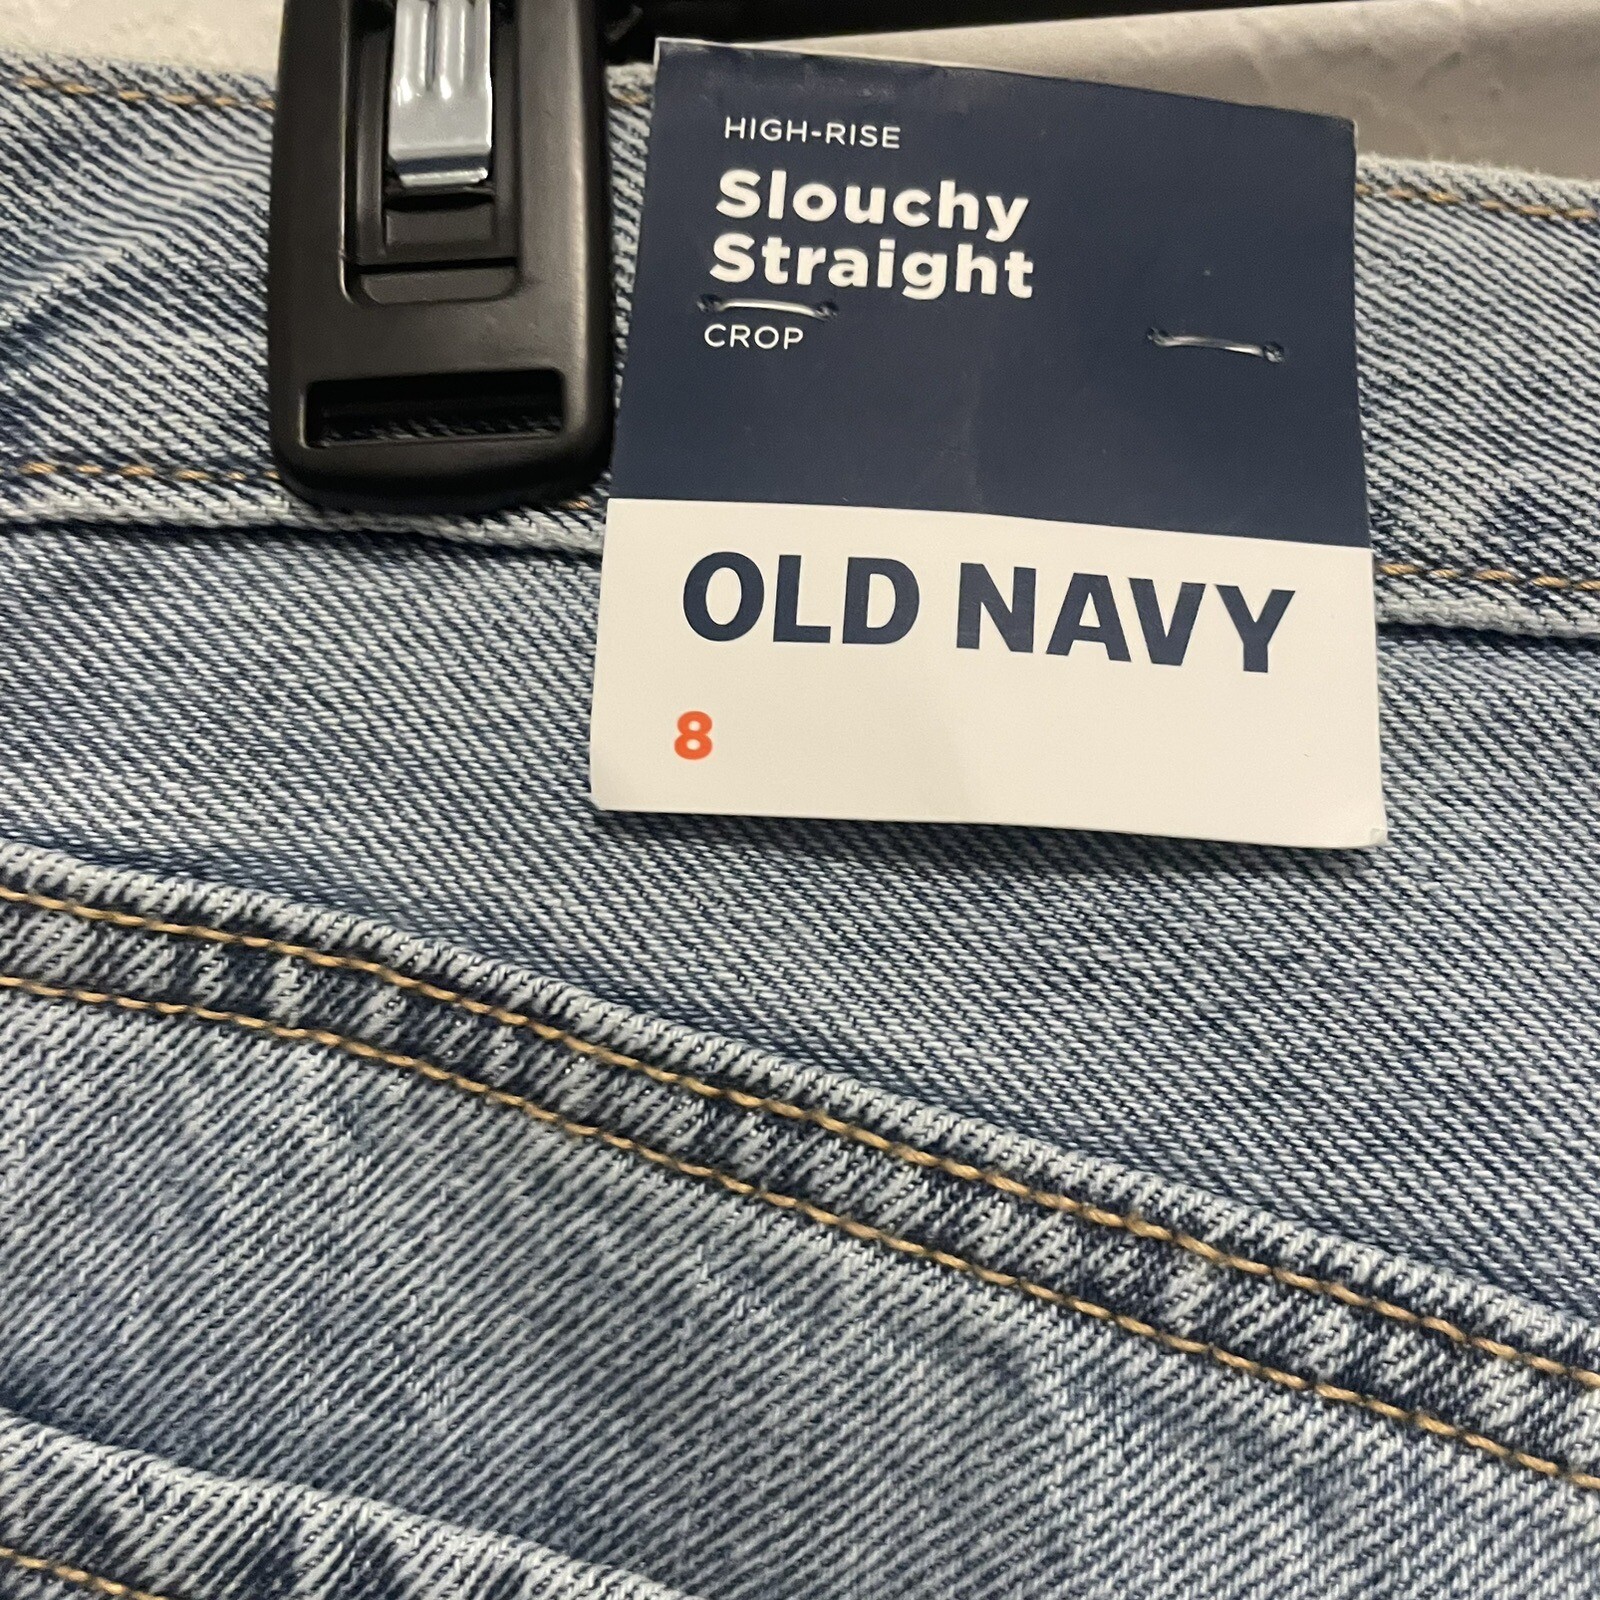 HIGH-RISE
Slouchy
Straight
CROP
OLD NAVY
8